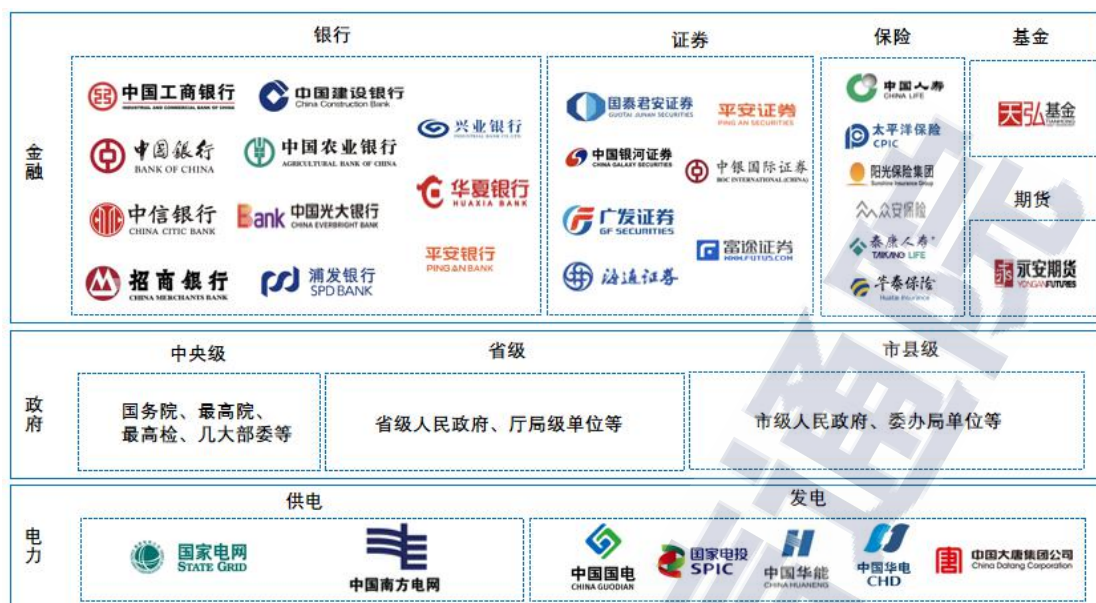 银行
证券
保险
基金
金融
中国工商银行
INDUSTRIAL AND COMMERCIAL BANK OF CHINA
中国建设银行
China Construction Bank
兴业银行
INDUSTRIAL BANK CO.,LTD.
中国银行
BANK OF CHINA
中国农业银行
AGRICULTURAL BANK OF CHINA
华夏银行
HUAXIA BANK
中信银行
CHINA CITIC BANK
Bank
中国光大银行
CHINA EVERBRIGHT BANK
平安银行
PING AN BANK
招商银行
CHINA MERCHANTS BANK
浦发银行
SPD BANK
国泰君安证券
GUOTAI JUNAN SECURITIES
平安证券
PING AN SECURITIES
中国银河证券
CHINA GALAXY SECURITIES
中银国际证券
BOC INTERNATIONAL (CHINA)
广发证券
GF SECURITIES
富途证券
WWW.FUTU5.COM
海通证券
中国人寿
CHINA LIFE
太平洋保险
CPIC
阳光保险集团
Sunshine Insurance Group
众安保险
泰康人寿
TAIKANG LIFE
华泰保险
Huatai Insurance
天弘基金
期货
永安期货
YONGAN FUTURES
政府
中央级
省级
市县级
国务院、最高院、
最高检、几大部委等
省级人民政府、厅局级单位等
市级人民政府、委办局单位等
电力
供电
发电
国家电网
STATE GRID
中国南方电网
中国国电
CHINA GUODIAN
国家电投
SPIC
中国华能
CHINA HUANENG
中国华电
CHD
唐
中国大唐集团公司
China Datang Corporation